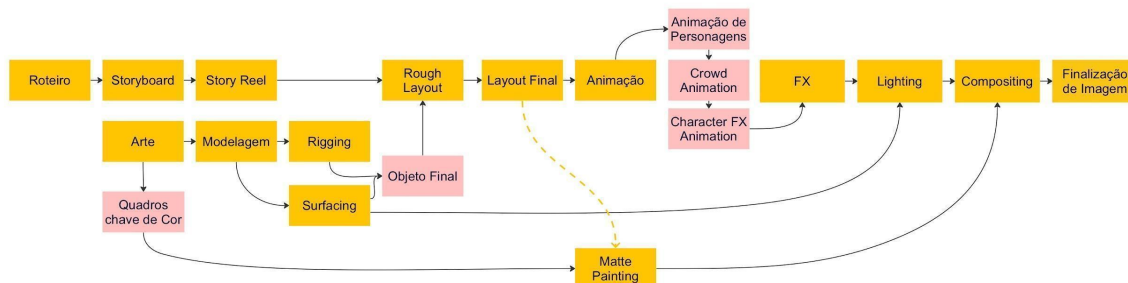 Animação de
Personagens
Roteiro
Storyboard
Story Reel
Rough
Layout
Layout Final
Animação
Crowd
Animation
FX
Lighting
Compositing
Finalização
de Imagem
Character FX
Animation
Arte
Modelagem
Rigging
Objeto Final
Quadros
chave de Cor
Surfacing
Matte
Painting